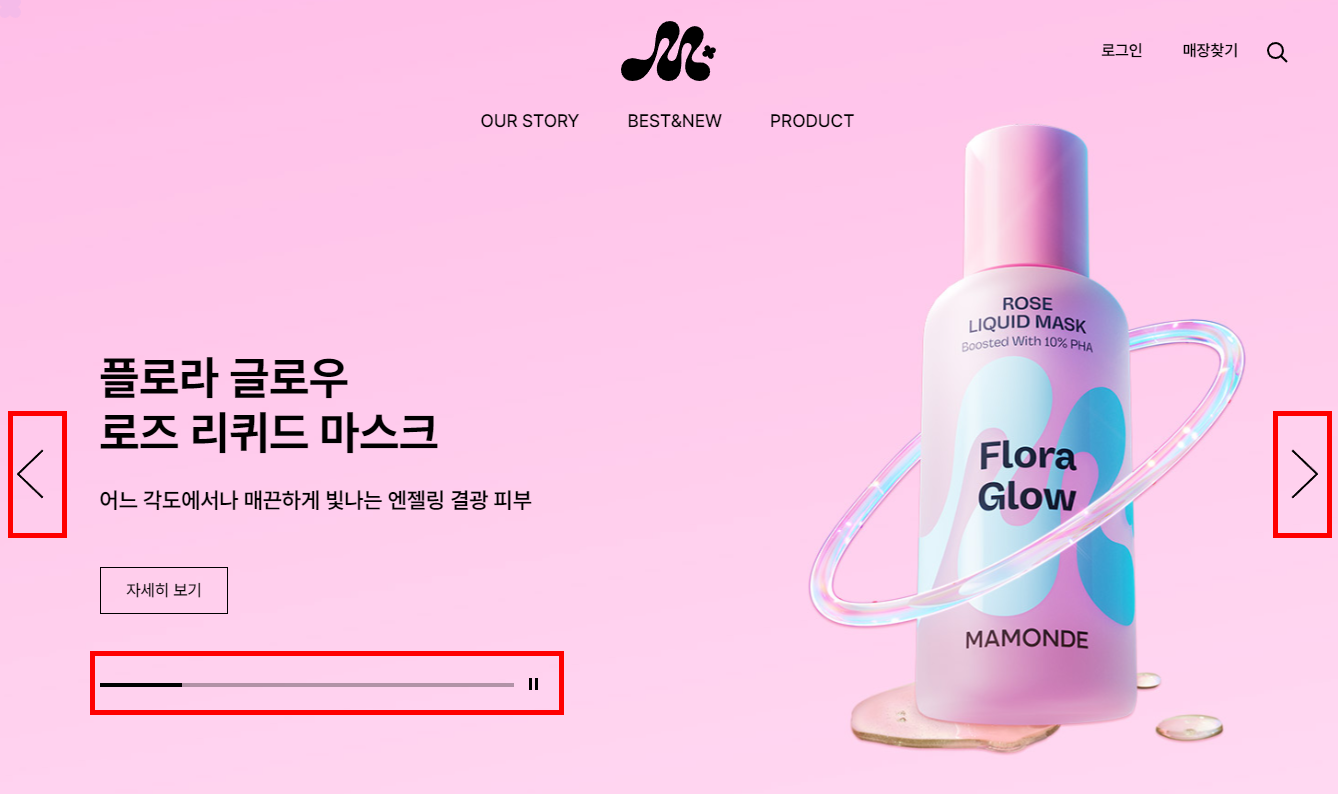 로그인
매장찾기
OUR STORY
BEST&NEW
PRODUCT
플로라 글로우
로즈 리퀴드 마스크
어느 각도에서나 매끈하게 빛나는 엔젤링 결광 피부
자세히 보기
ROSE
LIQUID MASK
Boosted With 10% PHA
Flora
Glow
MAMONDE